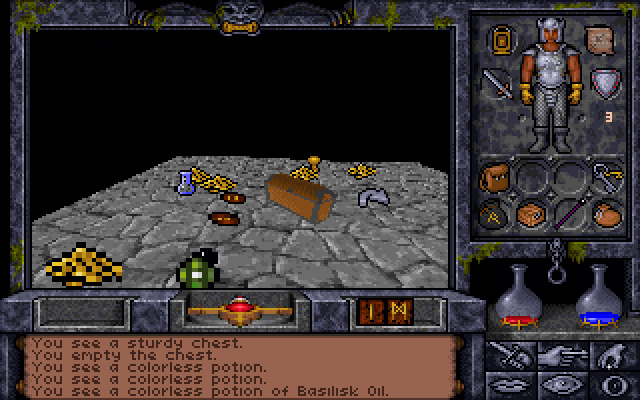 3
You see a sturdy chest.
You empty the chest.
You see a colorless potion.
You see a colorless potion.
You see a colorless potion of Basilisk Oil.